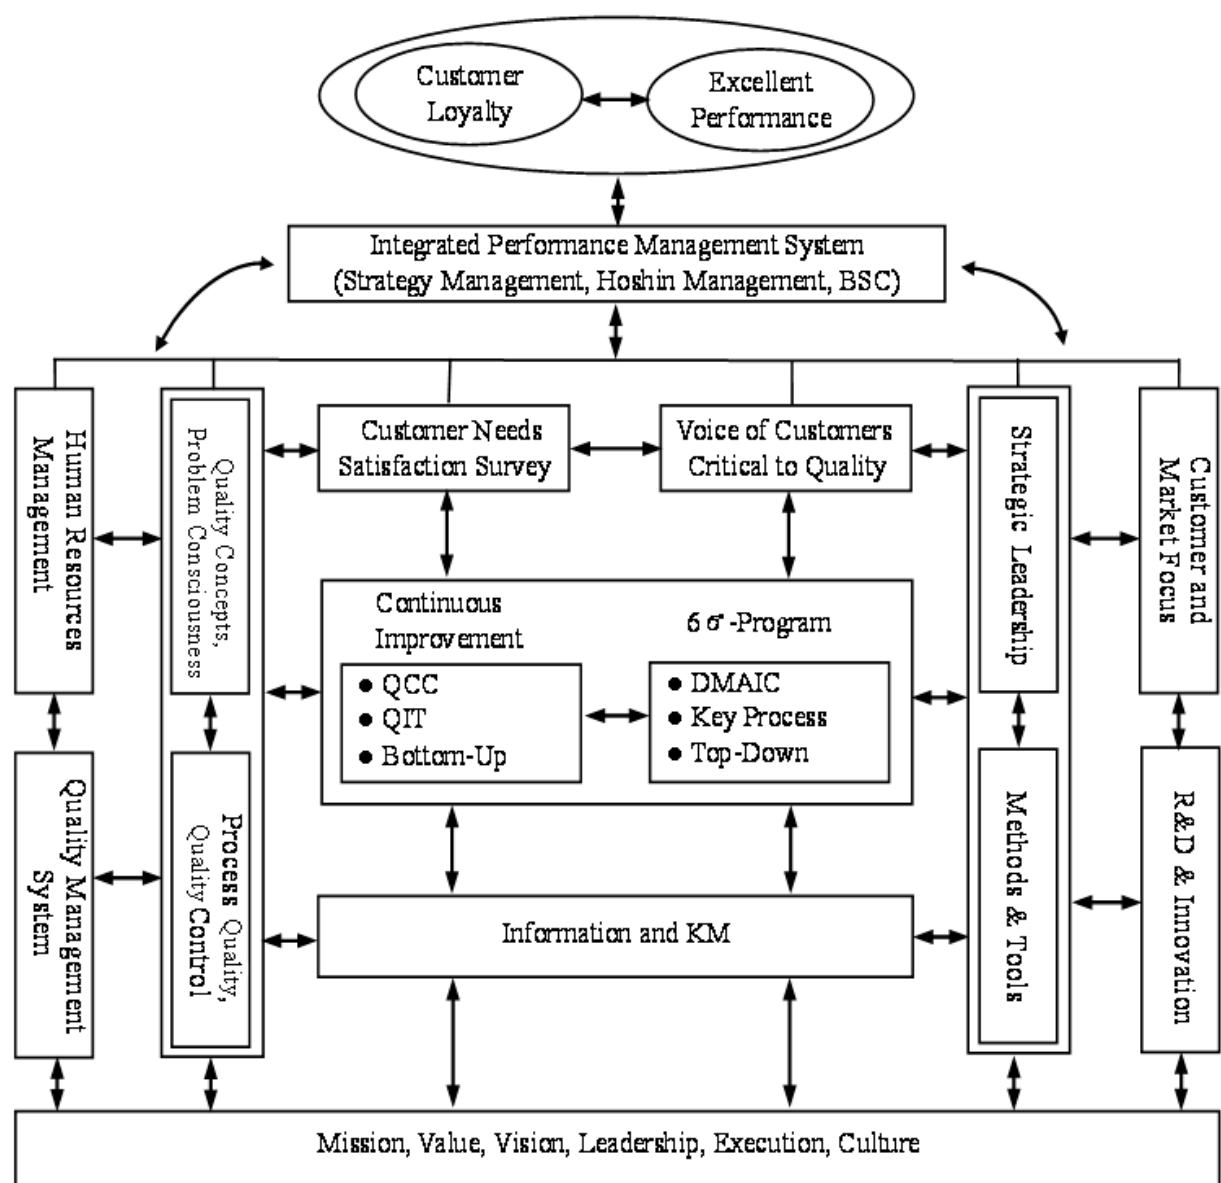 Customer
Loyalty
Excellent
Performance
Integrated Performance Management System
(Strategy Management, Hoshin Management, BSC)
Human Resources
Management
Quality Concepts,
Problem Consciousness
Customer Needs
Satisfaction Survey
Voice of Customers
Critical to Quality
Strategic Leadership
Customer and
Market Focus
Continuous
Improvement
6σ-Program
● QCC
● QIT
● Bottom-Up
● DMAIC
● Key Process
● Top-Down
Quality Management
System
Process Quality,
Quality Control
Information and KM
Methods & Tools
R&D & Innovation
Mission, Value, Vision, Leadership, Execution, Culture